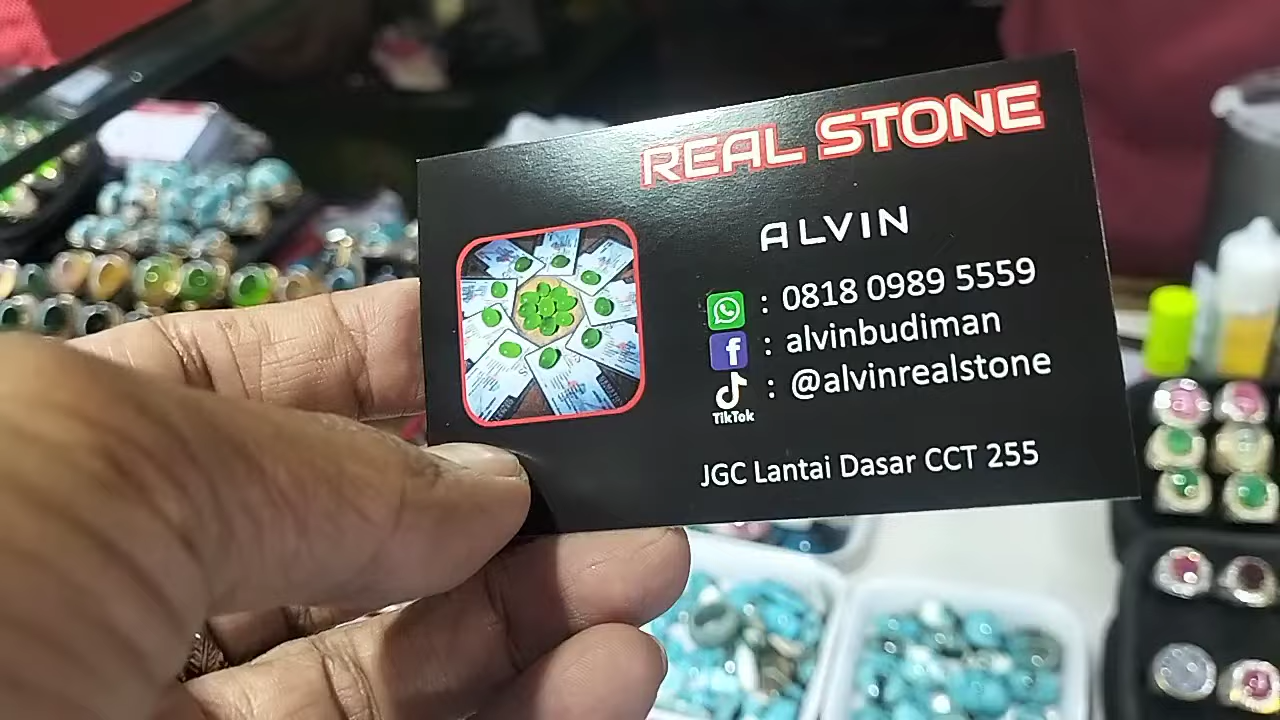 REAL STONE
ALVIN
: 0818 0989 5559
f : alvinbudiman
: @alvinrealstone
TikTok
JGC Lantai Dasar CCT 255